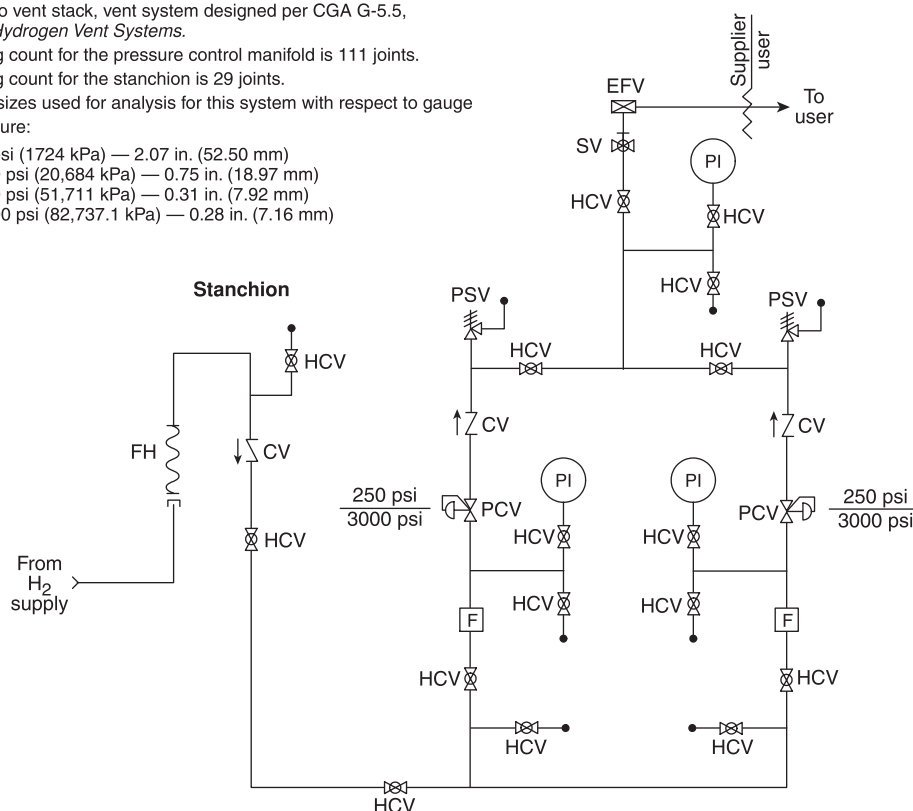 o vent stack, vent system designed per CGA G-5.5,
Hydrogen Vent Systems.
g count for the pressure control manifold is 111 joints.
g count for the stanchion is 29 joints.
sizes used for analysis for this system with respect to gauge
ure:
si (1724 kPa) — 2.07 in. (52.50 mm)
psi (20,684 kPa) — 0.75 in. (18.97 mm)
psi (51,711 kPa) — 0.31 in. (7.92 mm)
0 psi (82,737.1 kPa) — 0.28 in. (7.16 mm)
Supplier
user
EFV
To
user
SV
PI
HCV
HCV
HCV
Stanchion
PSV
PSV
HCV
HCV
HCV
FH
CV
CV
CV
PI
PI
250 psi
3000 psi
PCV
PCV
250 psi
3000 psi
HCV
HCV
HCV
From
H2
supply
HCV
HCV
F
F
HCV
HCV
HCV
HCV
HCV